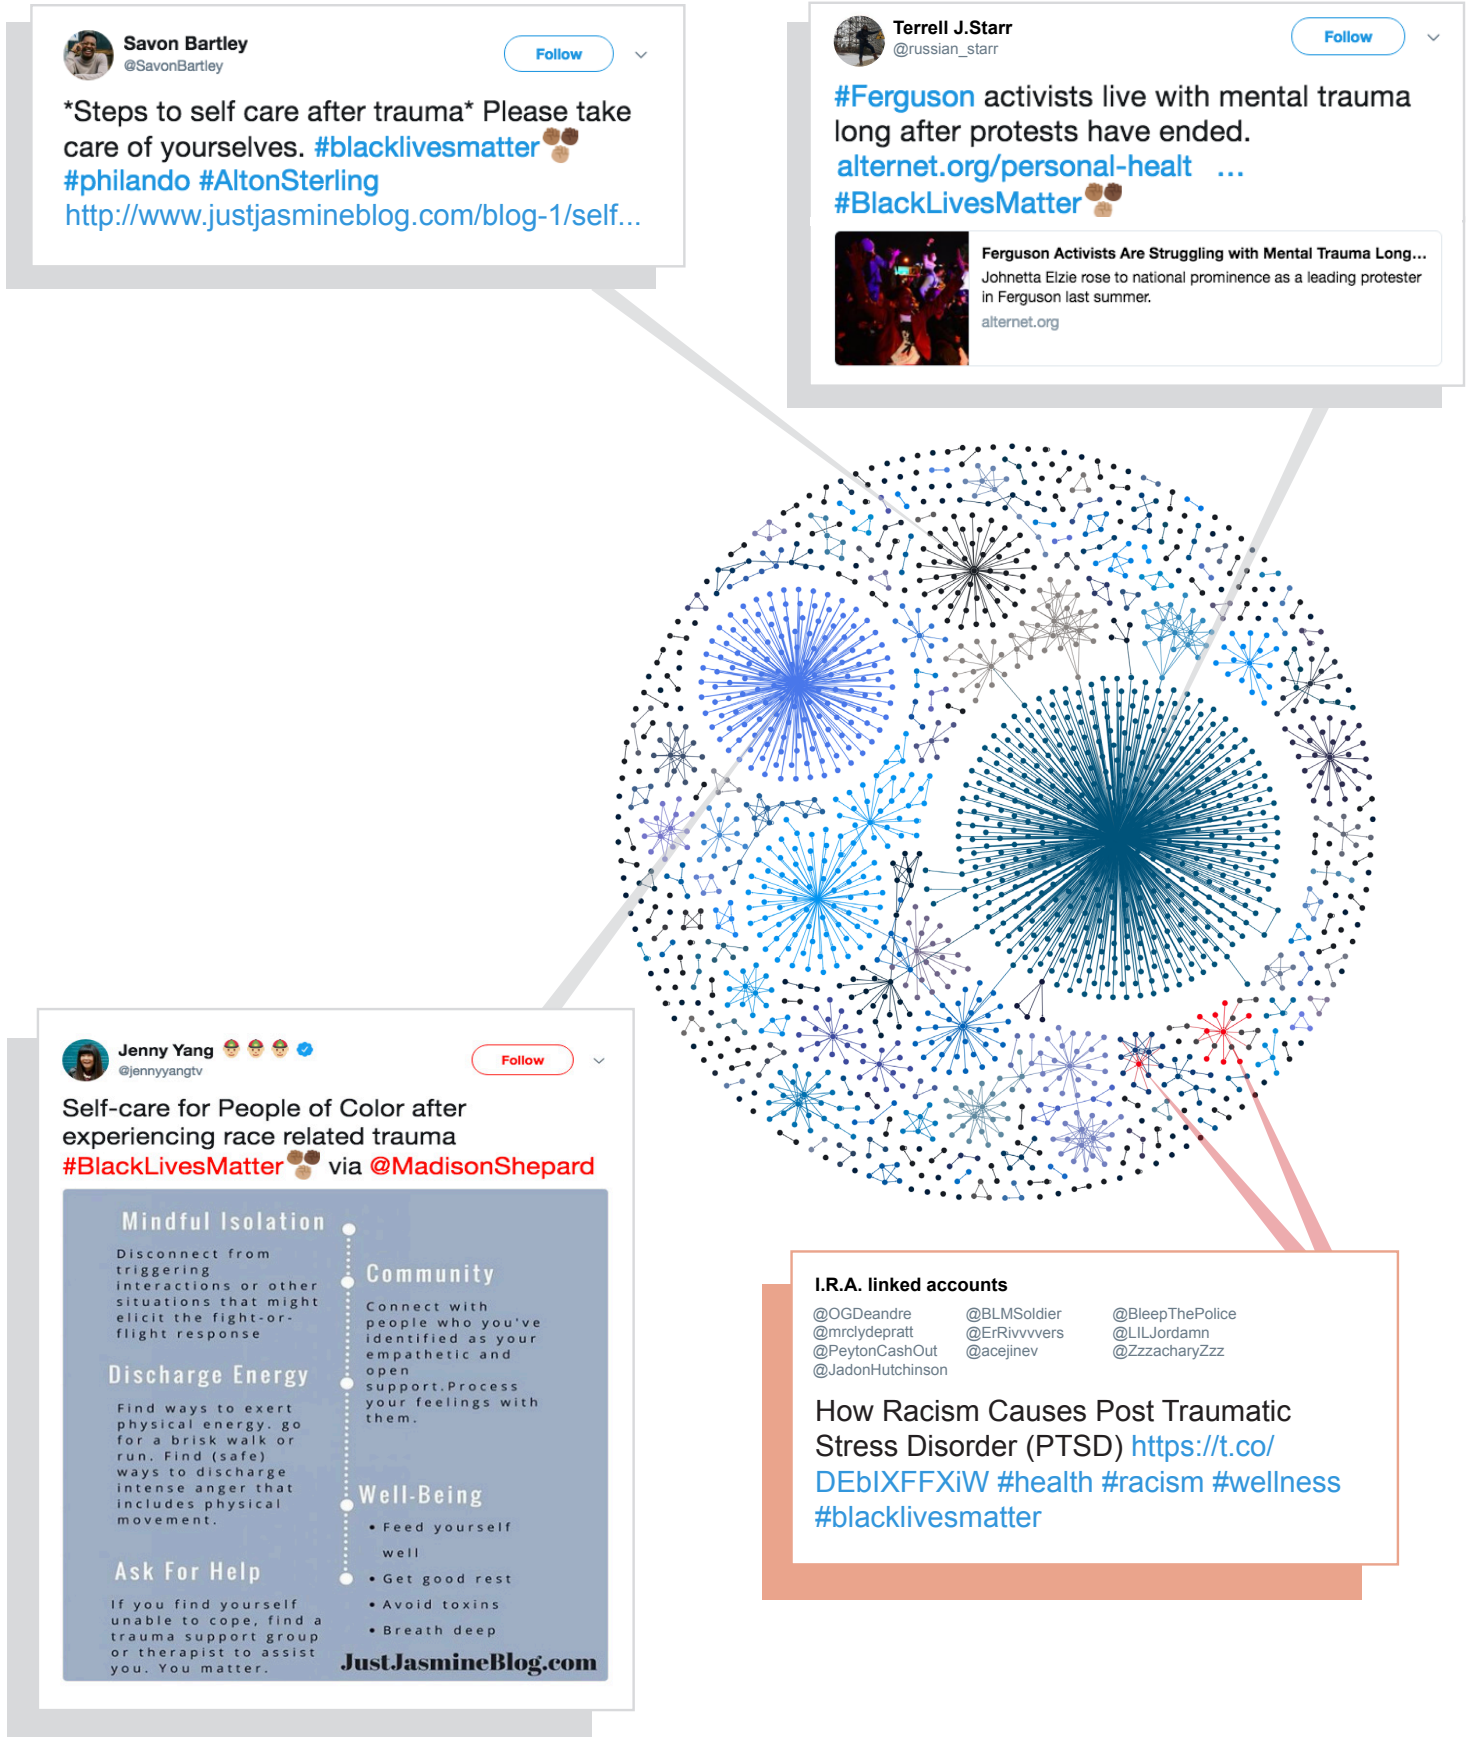 Savon Bartley
@SavonBartley
Follow
*Steps to self care after trauma* Please take
care of yourselves. #blacklivesmatter
#philando #AltonSterling
http://www.justjasmineblog.com/blog-1/self...
Terrell J.Starr
@russian_starr
Follow
#Ferguson activists live with mental trauma
long after protests have ended.
alternet.org/personal-healt ...
#BlackLivesMatter
Ferguson Activists Are Struggling with Mental Trauma Long...
Johnetta Elzie rose to national prominence as a leading protester
in Ferguson last summer.
alternet.org
Jenny Yang
@jennyyangtv
Follow
Self-care for People of Color after
experiencing race related trauma
#BlackLivesMatter via @MadisonShepard
Mindful Isolation
Disconnect from
triggering
interactions or other
situations that might
elicit the fight-or-
flight response
Community
Connect with
people who you've
identified as your
empathetic and
open
support.Process
your feelings with
them.
Discharge Energy
Find ways to exert
physical energy. go
for a brisk walk or
run. Find (safe)
ways to discharge
intense anger that
includes physical
movement.
Well-Being
• Feed yourself
well
• Get good rest
• Avoid toxins
• Breath deep
Ask For Help
If you find yourself
unable to cope, find a
trauma support group
or therapist to assist
you. You matter.
JustJasmineBlog.com
I.R.A. linked accounts
@OGDeandre @BLMSoldier @BleepThePolice
@mrclydepratt @ErRivvvvers @LILJordamn
@PeytonCashOut @acejinev @ZzzacharyZzz
@JadonHutchinson
How Racism Causes Post Traumatic
Stress Disorder (PTSD) https://t.co/
DEbIXFFXiW #health #racism #wellness
#blacklivesmatter